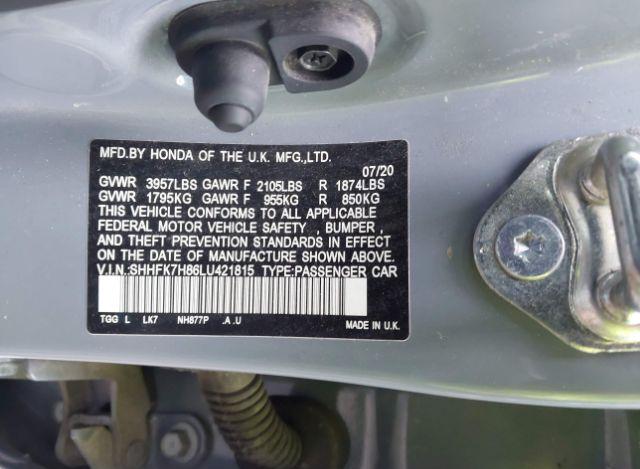 MFD.BY HONDA OF THE U.K. MFG.,LTD.
07/20
GVWR 3957LBS GAWR F 2105LBS R 1874LBS
GVWR 1795KG GAWR F 955KG R 850KG
THIS VEHICLE CONFORMS TO ALL APPLICABLE
FEDERAL MOTOR VEHICLE SAFETY , BUMPER ,
AND THEFT PREVENTION STANDARDS IN EFFECT
ON THE DATE OF MANUFACTURE SHOWN ABOVE.
V.I.N.:SHHFK7H86LU421815 TYPE:PASSENGER CAR
TGG L LK7 NH877P .A .U MADE IN U.K.